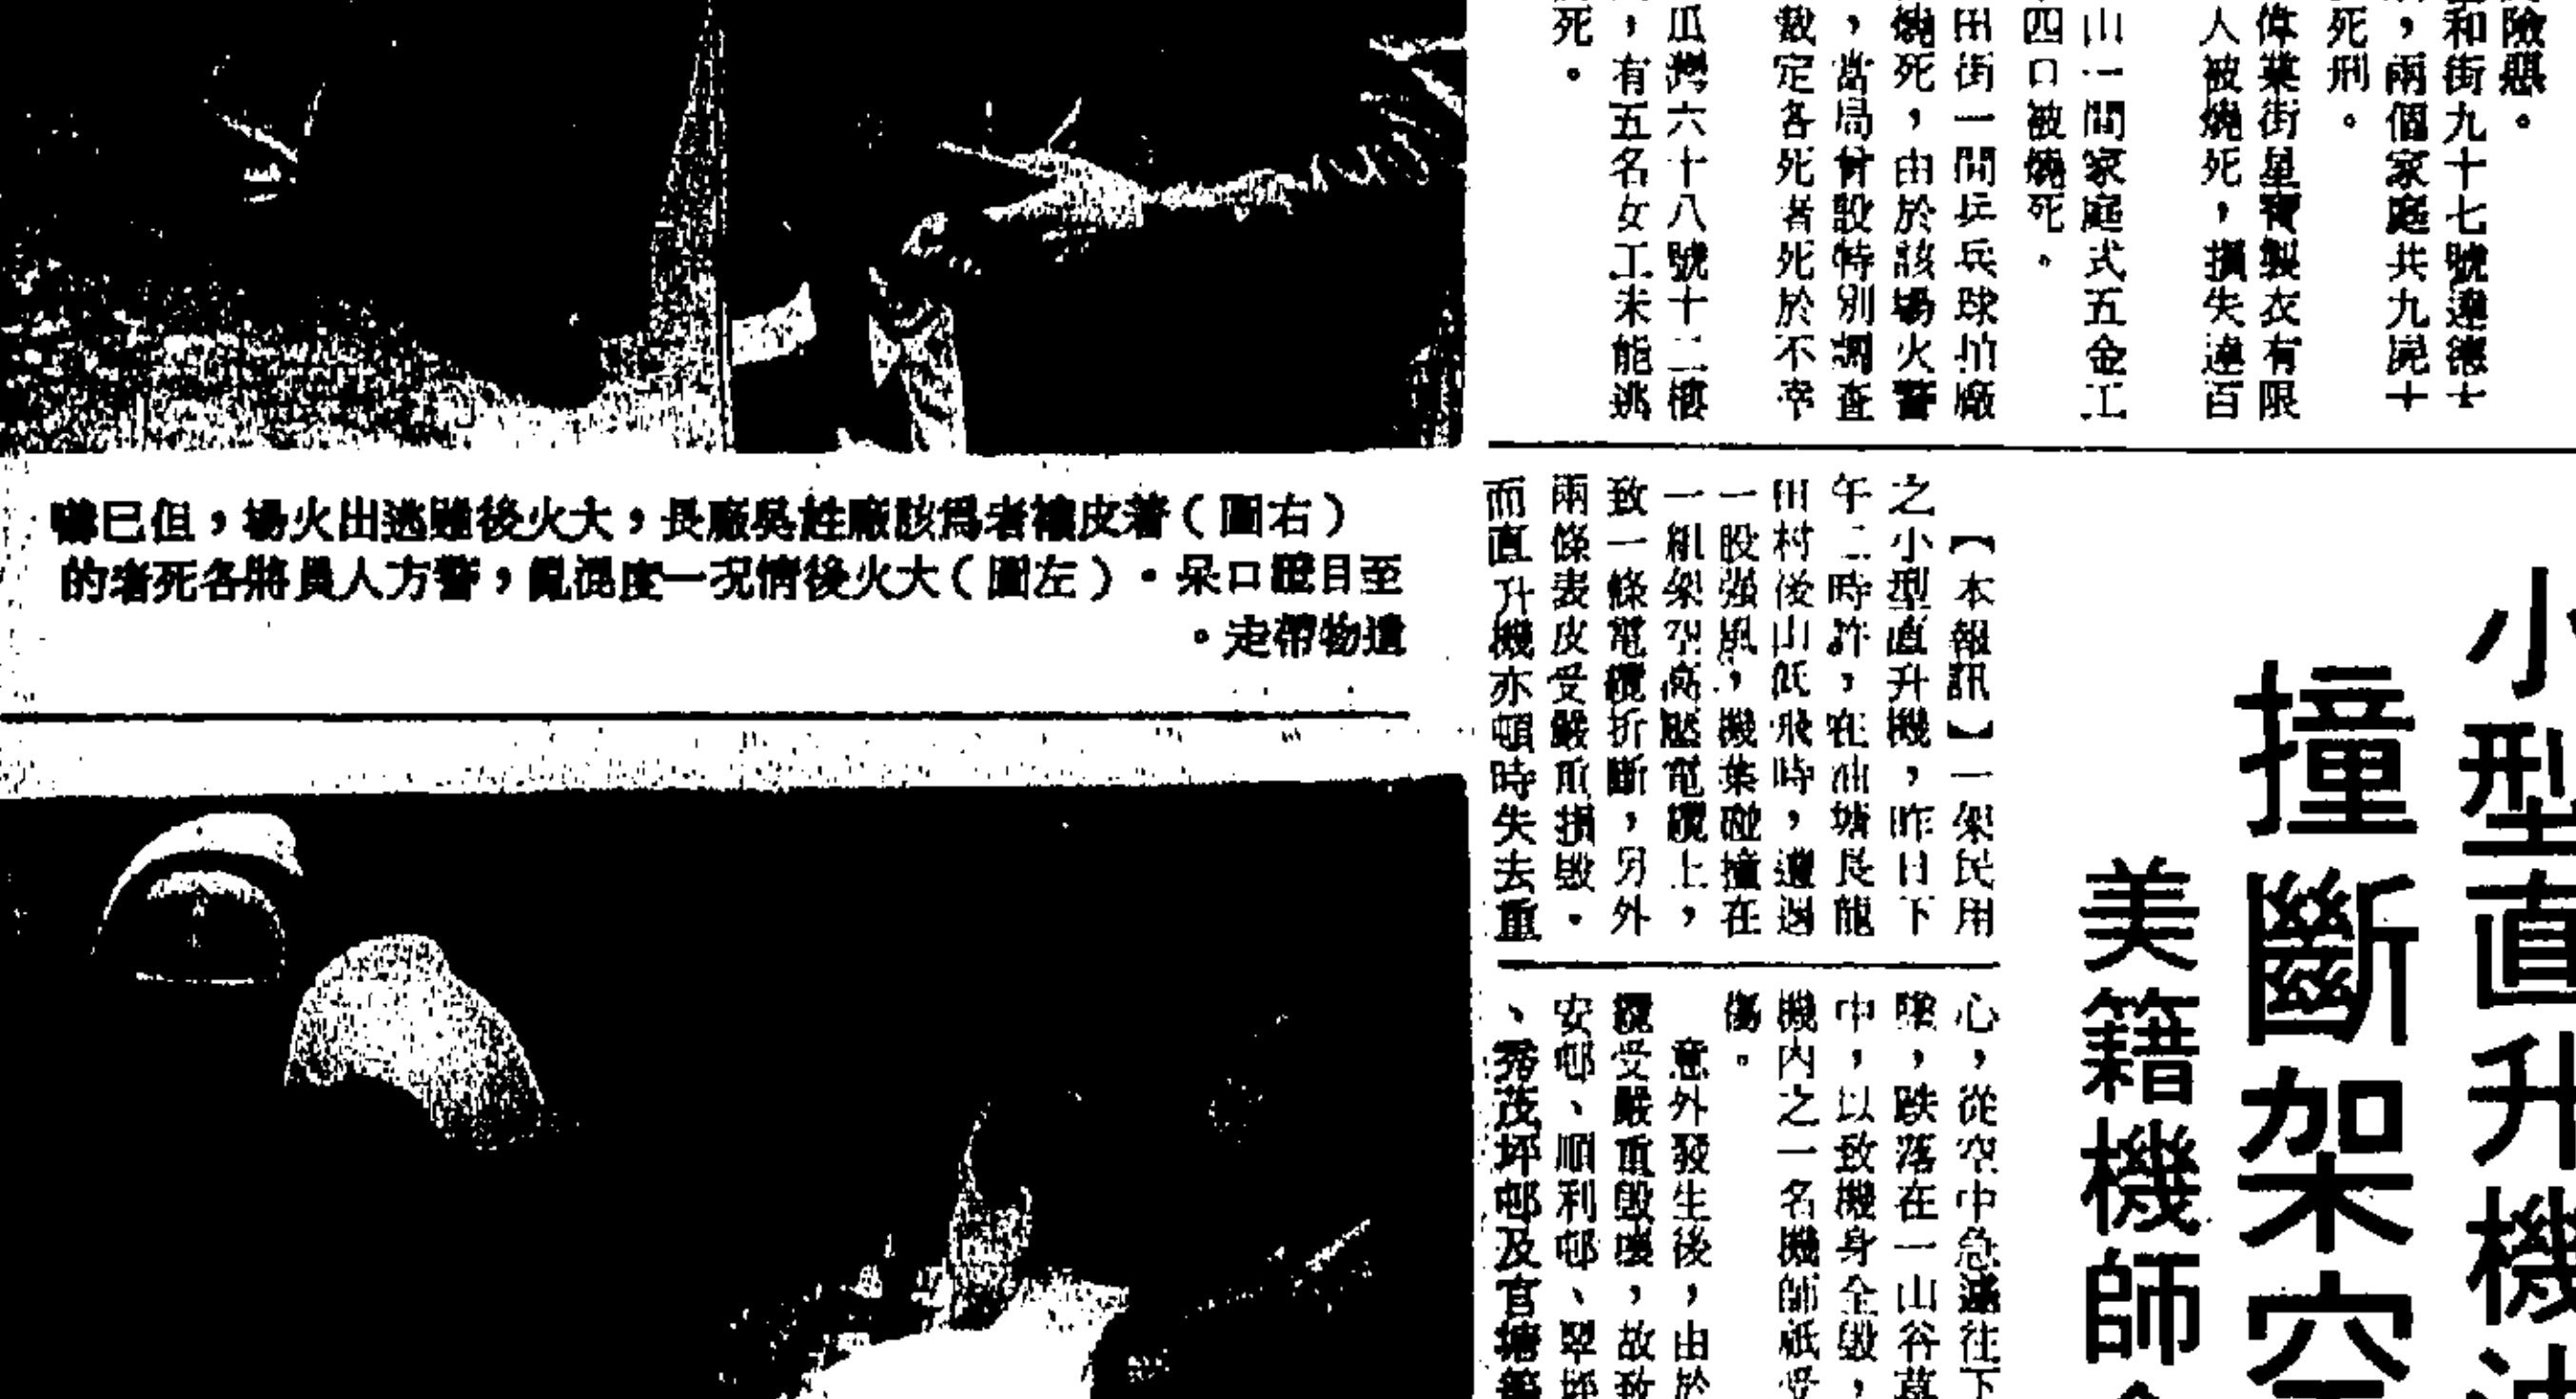 險惡。
和街九十七號達德士
，兩個家庭共九屍十
死刑。
偉業街星寶製衣有限
人被燒死，損失達百
山一間家庭式五金工
四口被燒死。
田街一間乒乓球拍廠
燒死，由於該場火警
，當局曾設特別調查
裁定各死者死於不幸
瓜灣六十八號十二樓
，有五名女工未能逃
死。
小型直升機
撞斷架空
美籍機師
【本報訊】一架民用
之小型直升機，昨日下
午二時許，在油塘長龍
田村後山低飛時，遭遇
一股強風，機葉碰撞在
一組架空高壓電纜上，
致一條電纜折斷，另外
兩條表皮受嚴重損毀。
而直升機亦頓時失去重
心，從空中急速往下
墜，跌落在一山谷墓
中，以致機身全毀，
機內之一名機師祇受
傷。
意外發生後，由於
纜受嚴重毀壞，故致
安邨、順利邨、翠坪
、秀茂坪邨及官塘
（右圖）著皮褸者為該廠姓吳廠長，大火後雖逃出火場，但已嚇
至目瞪口呆。（左圖）大火後情況一度混亂，警方人員將各死者的
遺物帶走。